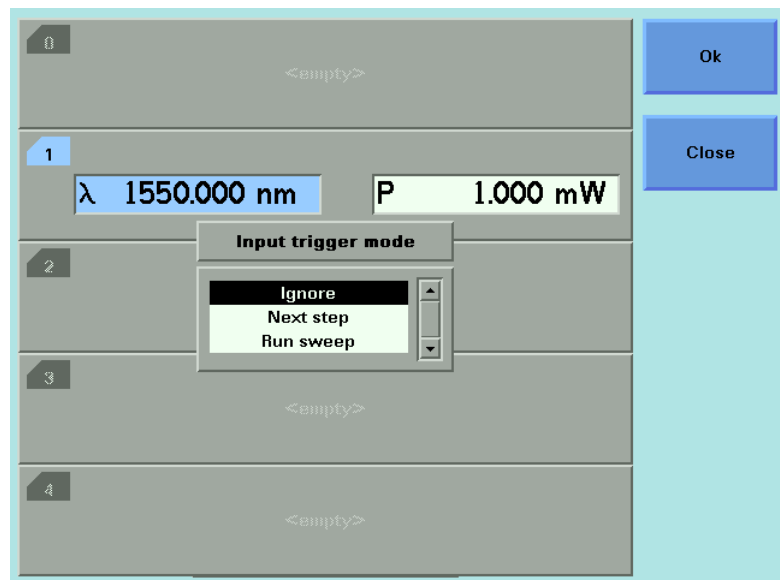 0
<empty>
Ok
1
Close
λ 1550.000 nm
P 1.000 mW
Input trigger mode
2
Ignore
Next step
Run sweep
3
<empty>
4
<empty>